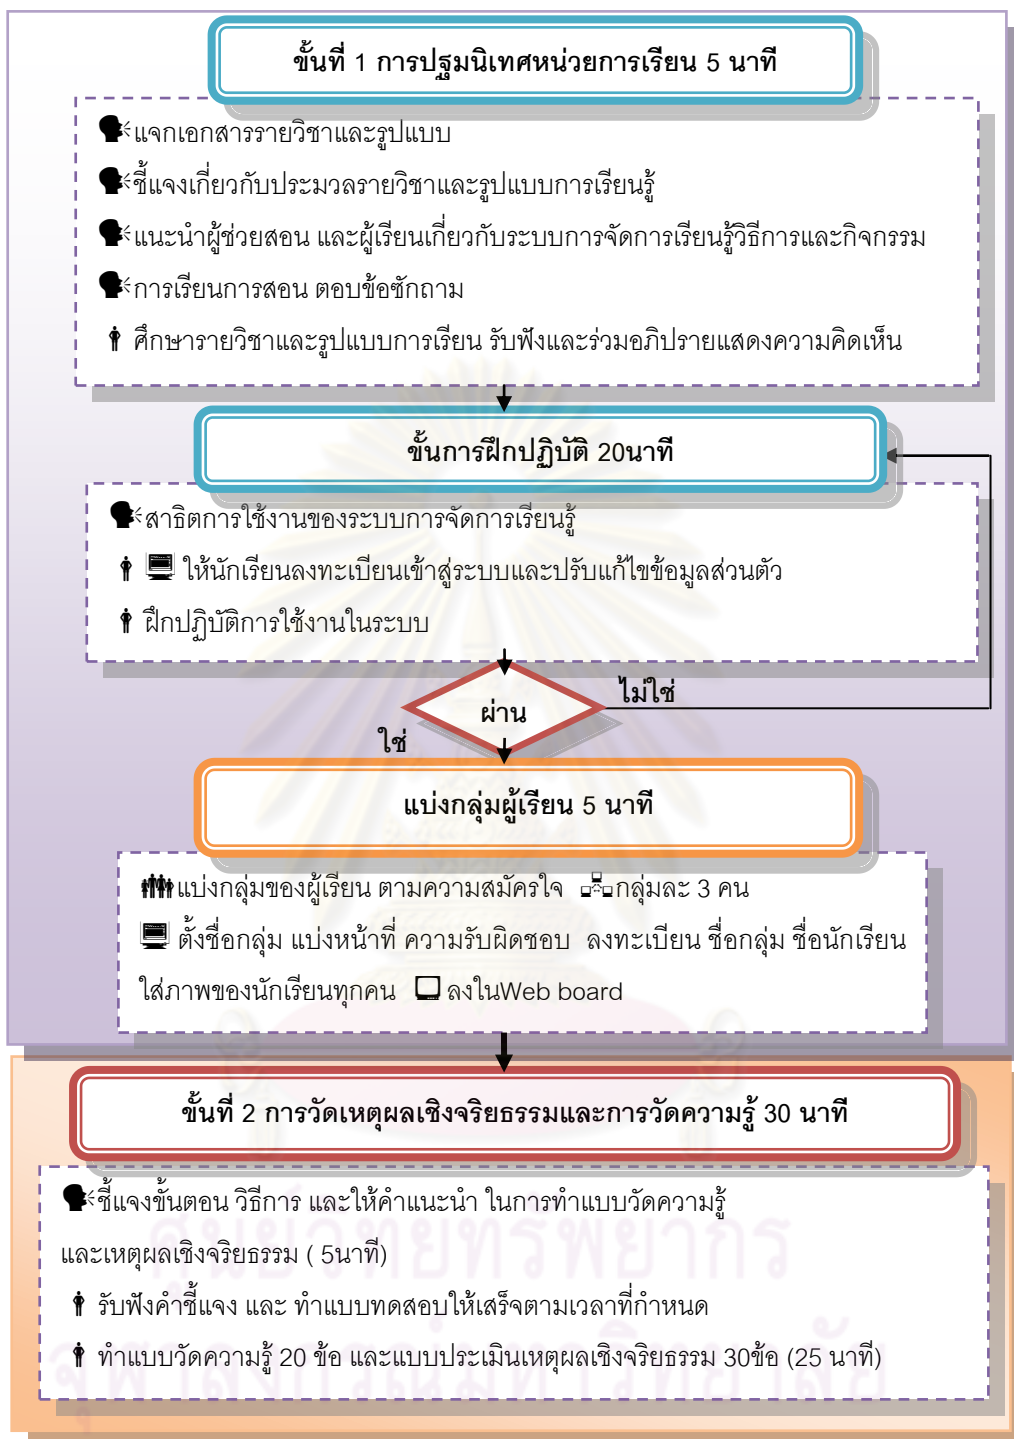 ขั้นที่ 1 การปฐมนิเทศหน่วยการเรียน 5 นาที
แจกเอกสารรายวิชาและรูปแบบ
ชี้แจงเกี่ยวกับประมวลรายวิชาและรูปแบบการเรียนรู้
แนะนำผู้ช่วยสอน และผู้เรียนเกี่ยวกับระบบการจัดการเรียนรู้วิธีการและกิจกรรม
การเรียนการสอน ตอบข้อซักถาม
ศึกษารายวิชาและรูปแบบการเรียน รับฟังและร่วมอภิปรายแสดงความคิดเห็น
ขั้นการฝึกปฏิบัติ 20นาที
สาธิตการใช้งานของระบบการจัดการเรียนรู้
ให้นักเรียนลงทะเบียนเข้าสู่ระบบและปรับแก้ไขข้อมูลส่วนตัว
ฝึกปฏิบัติการใช้งานในระบบ
ไม่ใช่
ผ่าน
ใช่
แบ่งกลุ่มผู้เรียน 5 นาที
แบ่งกลุ่มของผู้เรียน ตามความสมัครใจ กลุ่มละ 3 คน
ตั้งชื่อกลุ่ม แบ่งหน้าที่ ความรับผิดชอบ ลงทะเบียน ชื่อกลุ่ม ชื่อนักเรียน
ใส่ภาพของนักเรียนทุกคน ลงในWeb board
ขั้นที่ 2 การวัดเหตุผลเชิงจริยธรรมและการวัดความรู้ 30 นาที
ชี้แจงขั้นตอน วิธีการ และให้คำแนะนำ ในการทำแบบวัดความรู้
และเหตุผลเชิงจริยธรรม ( 5นาที)
รับฟังคำชี้แจง และ ทำแบบทดสอบให้เสร็จตามเวลาที่กำหนด
ทำแบบวัดความรู้ 20 ข้อ และแบบประเมินเหตุผลเชิงจริยธรรม 30ข้อ (25 นาที)
ศูนย์วิทยทรัพยากร
จุฬาลงกรณ์มหาวิทยาลัย